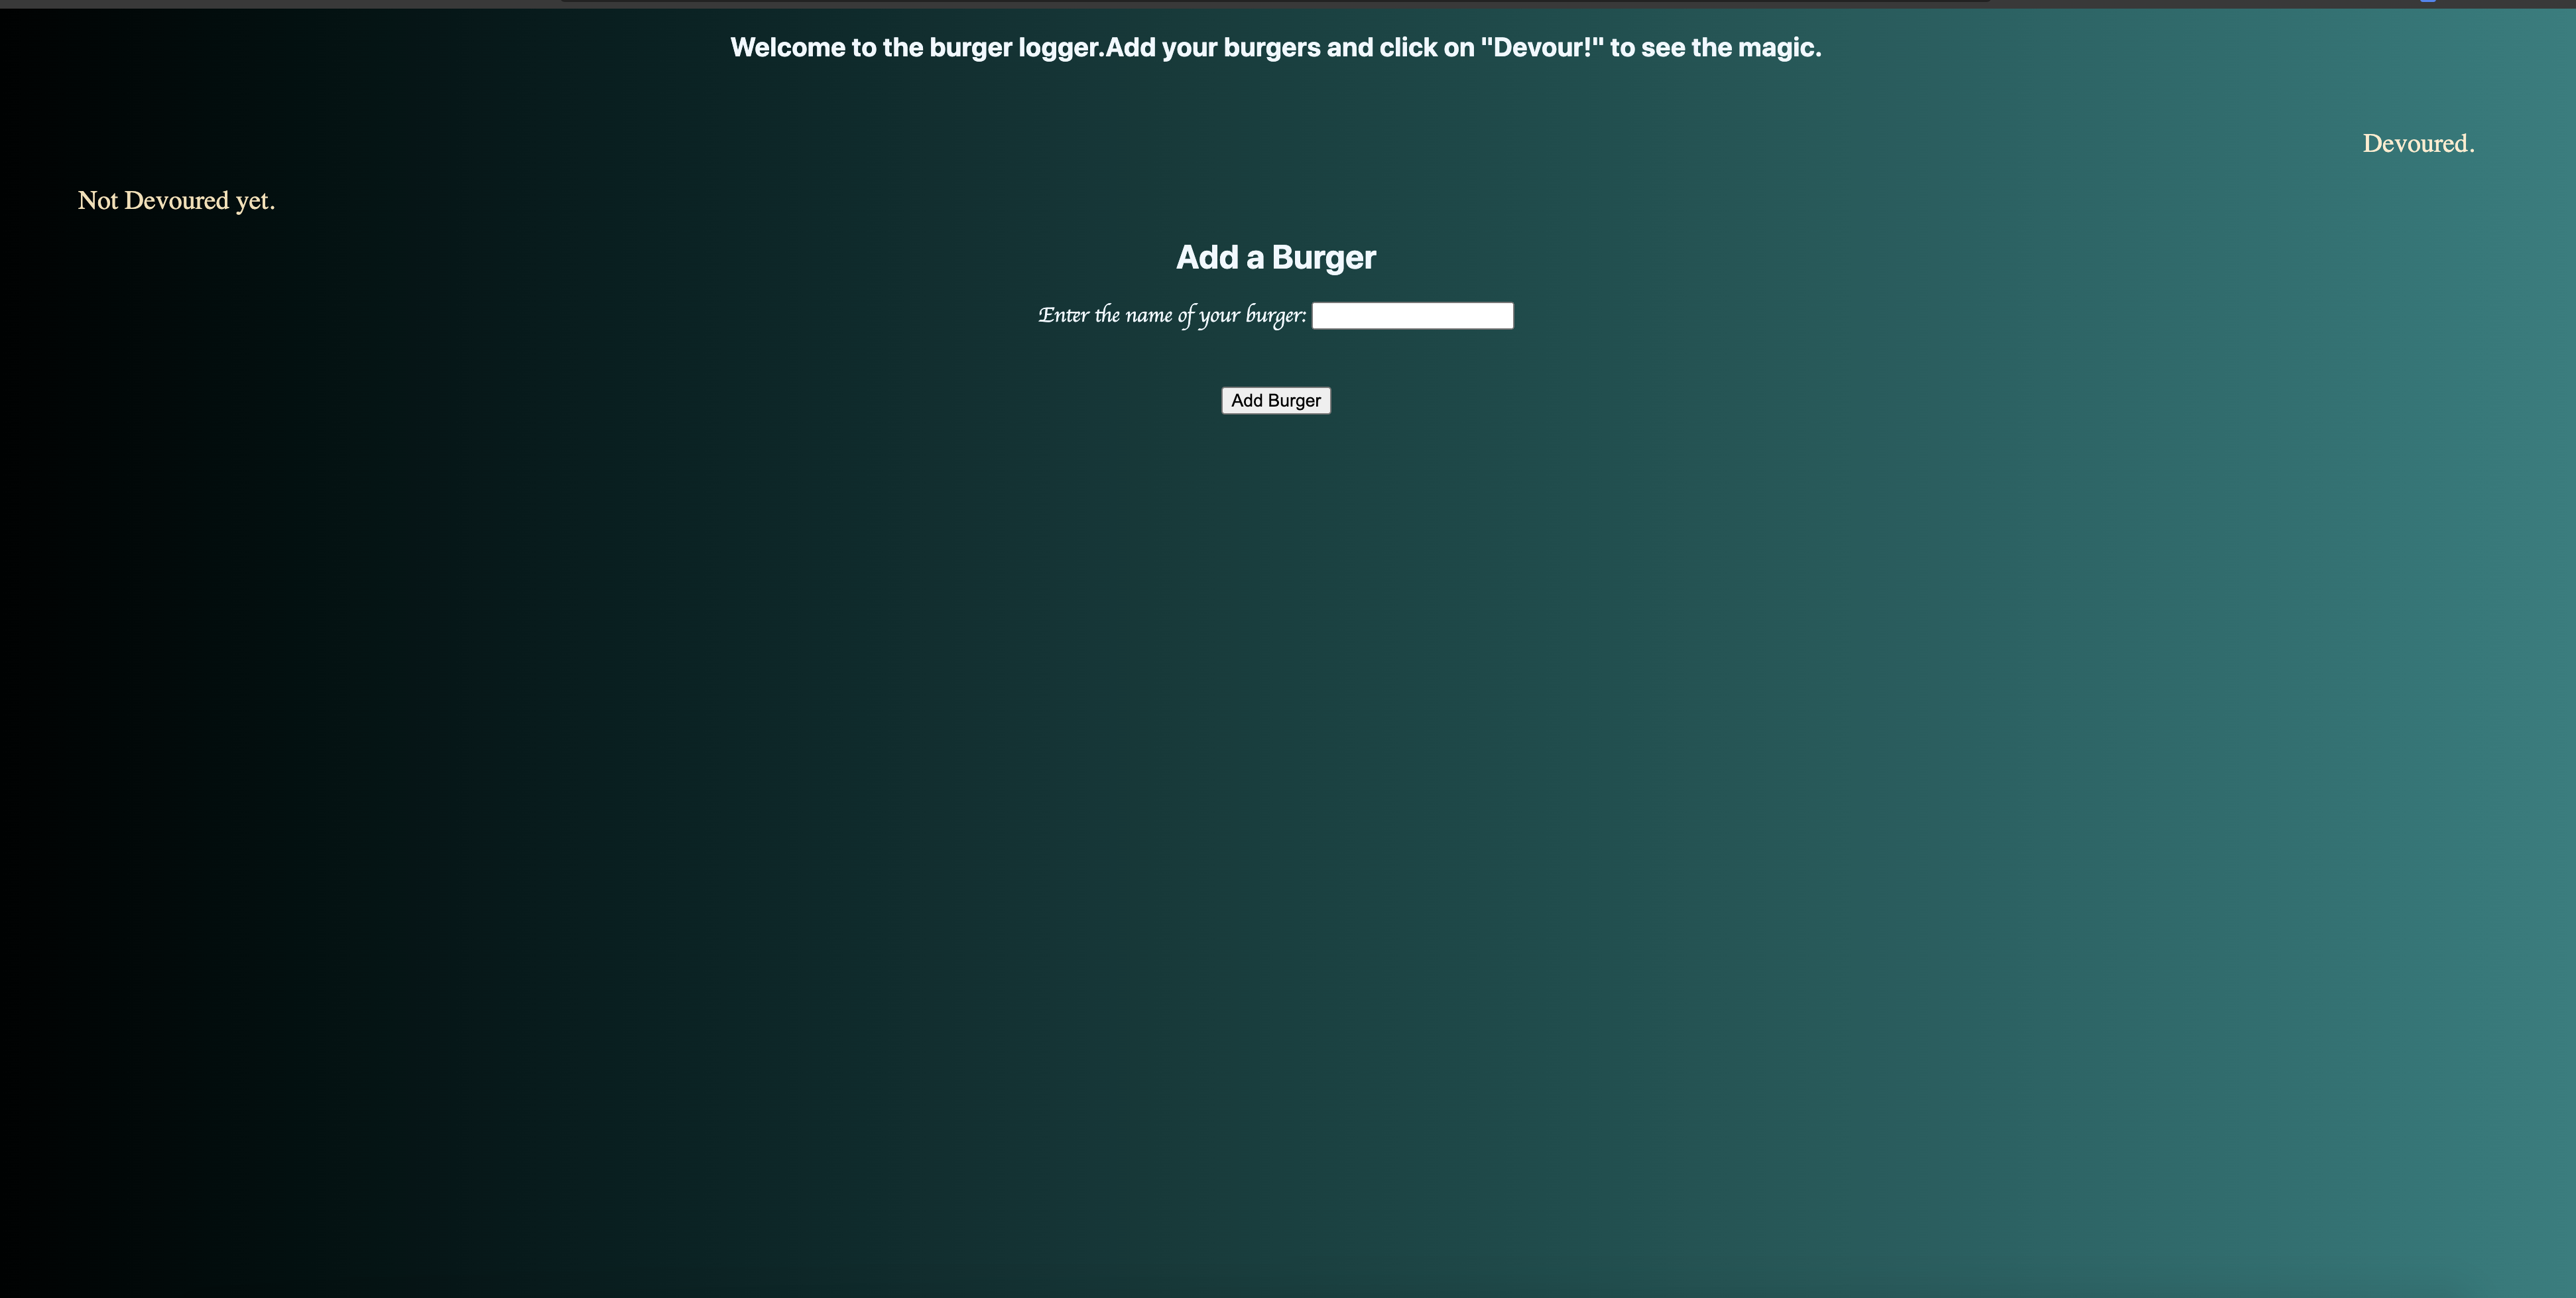 Welcome to the burger logger.Add your burgers and click on "Devour!" to see the magic.
Devoured.
Not Devoured yet.
Add a Burger
Enter the name of your burger:
Add Burger